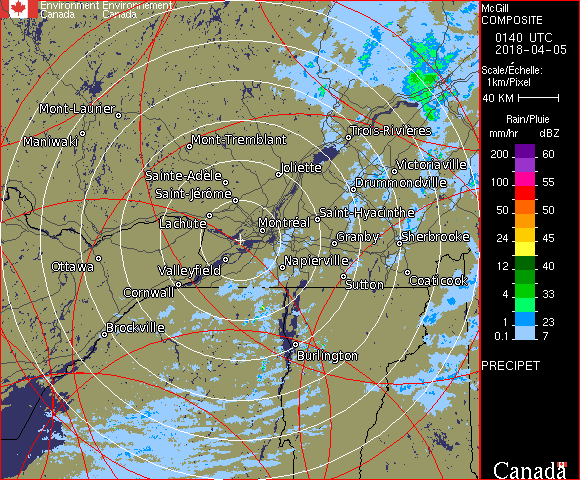 Environment Environnement
Canada Canada
McGill
COMPOSITE
0140 UTC
2018-04-05
Scale/Échelle:
1km/Pixel
40 KM
Rain/Pluie
mm/hr dBZ
200 60
100 55
50 50
24 45
12 40
4 33
1 23
0.1 7
PRECIPET
Canada
Mont-Laurier
Maniwaki
Mont-Tremblant
Trois-Rivières
Joliette
Victoriaville
Sainte-Adèle
Drummondville
Saint-Jérôme
Saint-Hyacinthe
Lachute
Montréal
Granby
Sherbrooke
Ottawa
Valleyfield
Napierville
Sutton
Coaticook
Cornwall
Brockville
Burlington